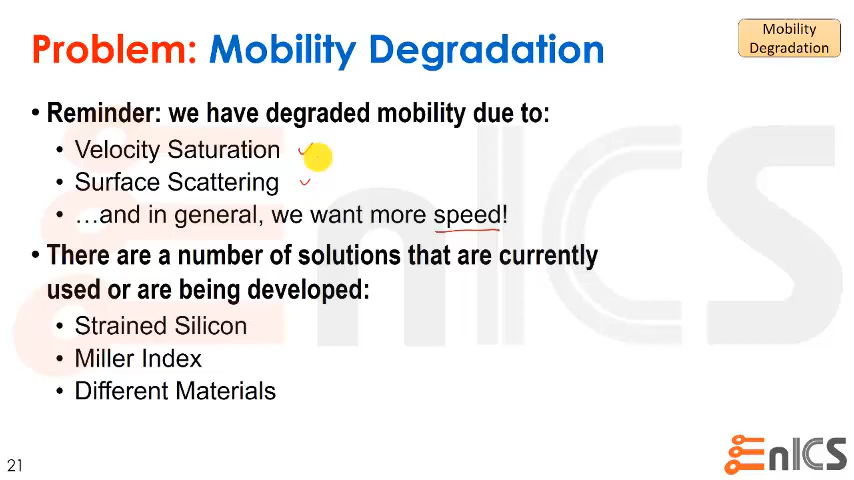 Problem: Mobility Degradation
Mobility
Degradation
• Reminder: we have degraded mobility due to:
• Velocity Saturation
• Surface Scattering
• …and in general, we want more speed!
• There are a number of solutions that are currently
used or are being developed:
• Strained Silicon
• Miller Index
• Different Materials
21
EnICS